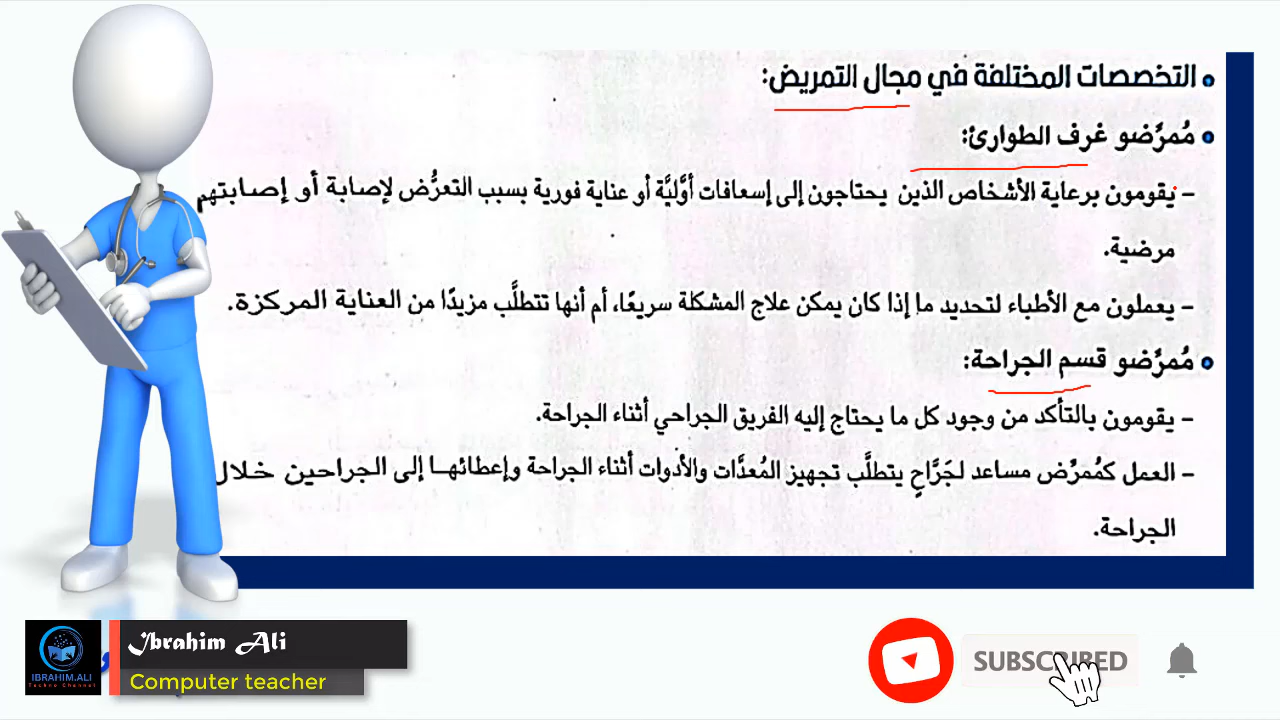 • التخصصات المختلفة في مجال التمريض:
• مُمرِّضو غرف الطوارئ:
- يقومون برعاية الأشخاص الذين يحتاجون إلى إسعافات أوَّليَّة أو عناية فورية بسبب التعرُّض لإصابة أو إصابتهم
مرضية.
- يعملون مع الأطباء لتحديد ما إذا كان يمكن علاج المشكلة سريعًا، أم أنها تتطلَّب مزيدًا من العناية المركزة.
• مُمرِّضو قسم الجراحة:
- يقومون بالتأكد من وجود كل ما يحتاج إليه الفريق الجراحي أثناء الجراحة.
- العمل كمُمرِّض مساعد لجَرَّاحٍ يتطلَّب تجهيز المُعدَّات والأدوات أثناء الجراحة وإعطائها إلى الجراحين خلال
الجراحة.
Ibrahim Ali
Computer teacher
IBRAHIM.ALI
Techno Channel
SUBSCRIBED